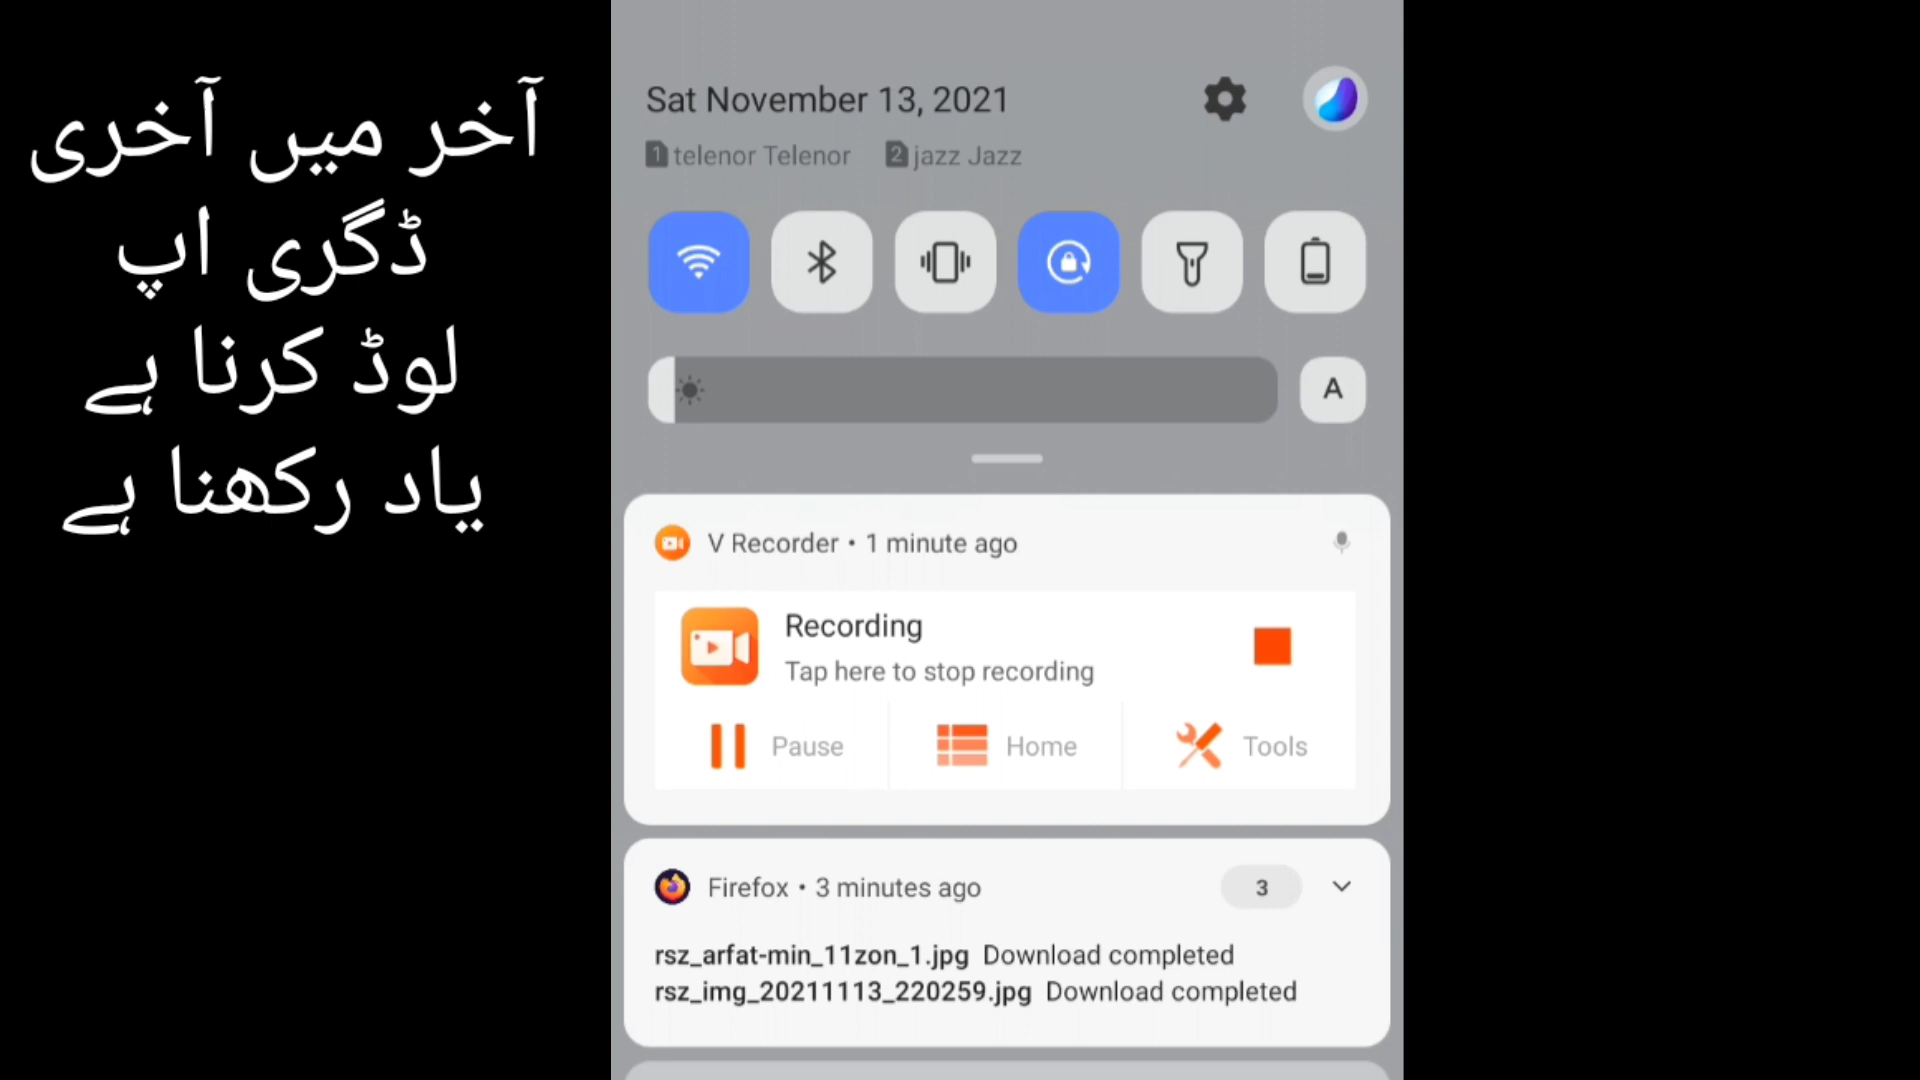 آخر میں آخری
ڈگری اپ
لوڈ کرنا ہے
یاد رکھنا ہے
Sat November 13, 2021
1 telenor Telenor 2 jazz Jazz
A
V Recorder • 1 minute ago
Recording
Tap here to stop recording
Pause Home Tools
Firefox • 3 minutes ago 3
rsz_arfat-min_11zon_1.jpg Download completed
rsz_img_20211113_220259.jpg Download completed